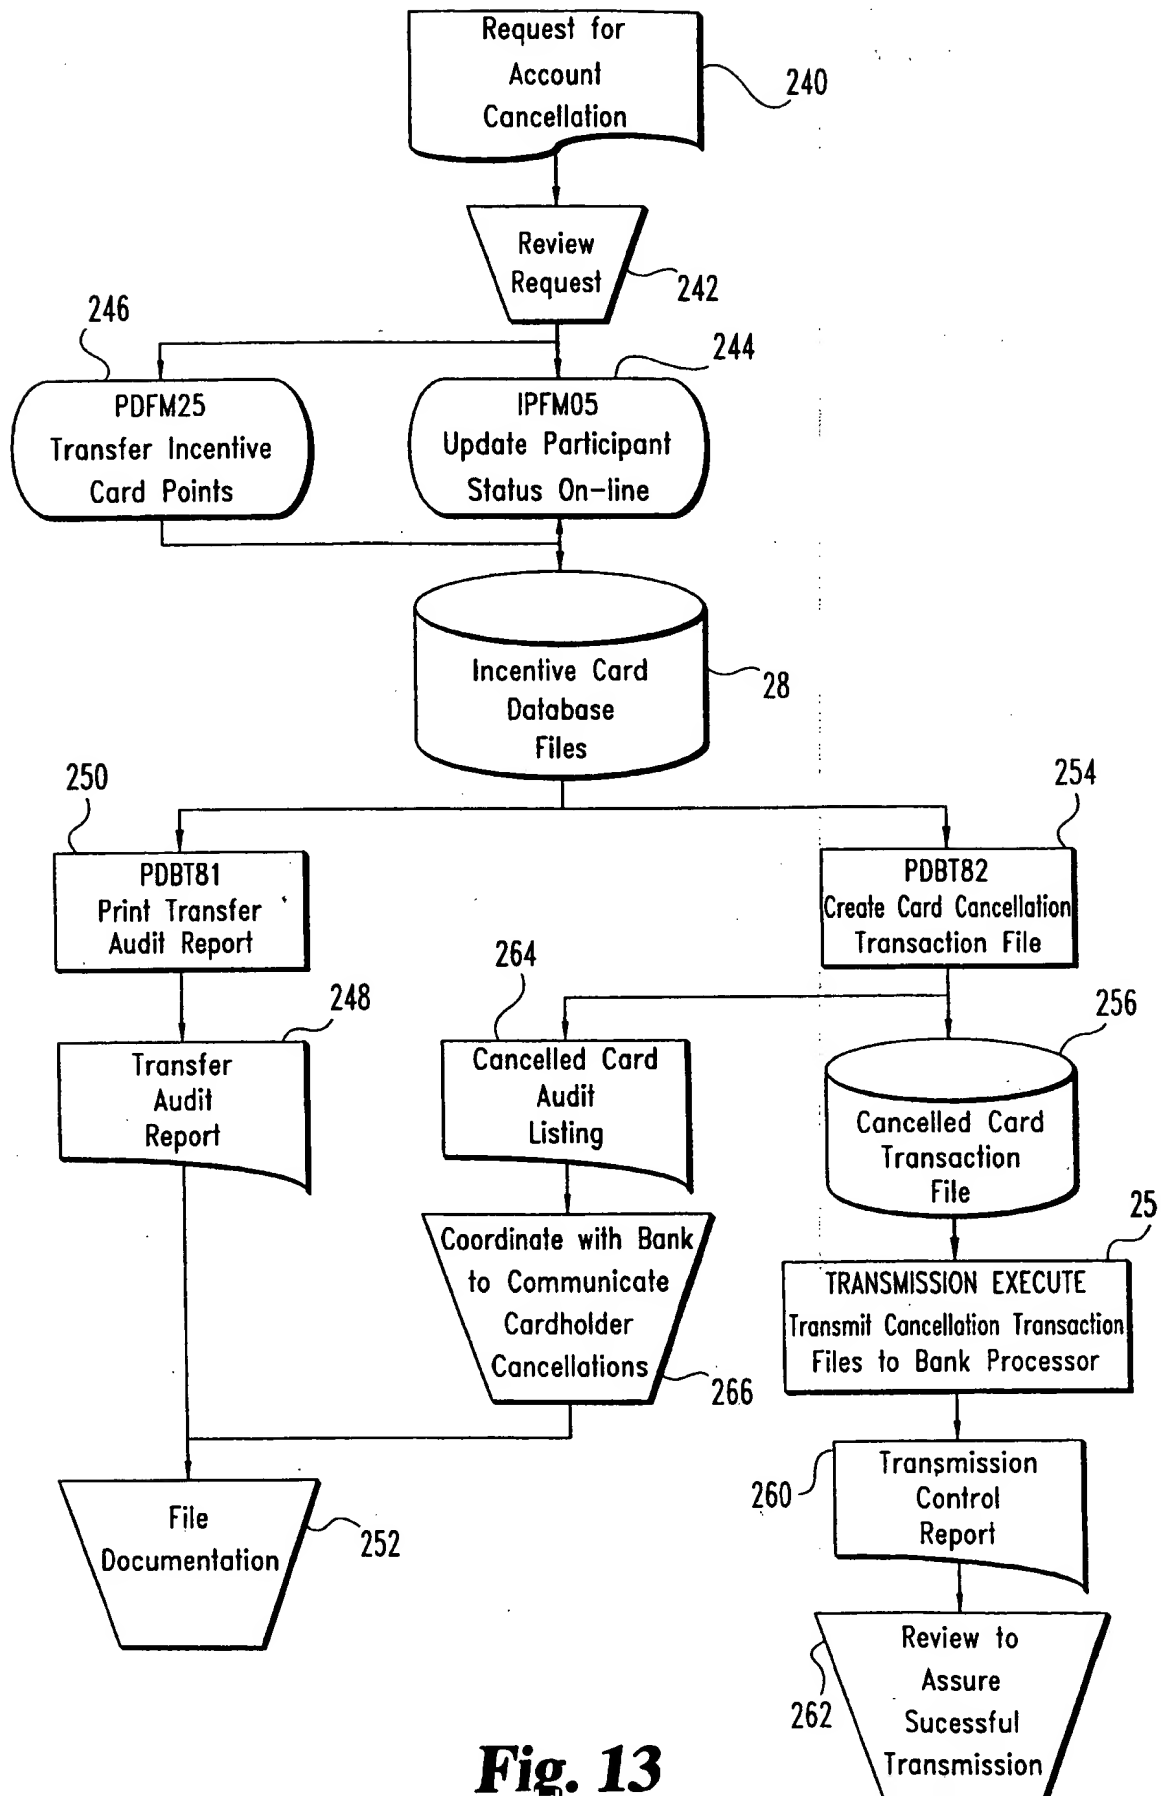 Request for
Account
Cancellation
240
Review
Request
242
246
244
PDFM25
Transfer Incentive
Card Points
IPFM05
Update Participant
Status On-line
Incentive Card
Database
Files
28
250
254
PDBT81
Print Transfer
Audit Report
PDBT82
Create Card Cancellation
Transaction File
264
248
256
Transfer
Audit
Report
Cancelled Card
Audit
Listing
Cancelled Card
Transaction
File
25
Coordinate with Bank
to Communicate
Cardholder
Cancellations
266
TRANSMISSION EXECUTE
Transmit Cancellation Transaction
Files to Bank Processor
260
Transmission
Control
Report
File
Documentation
252
Review to
Assure
Sucessful
Transmission
262
Fig. 13